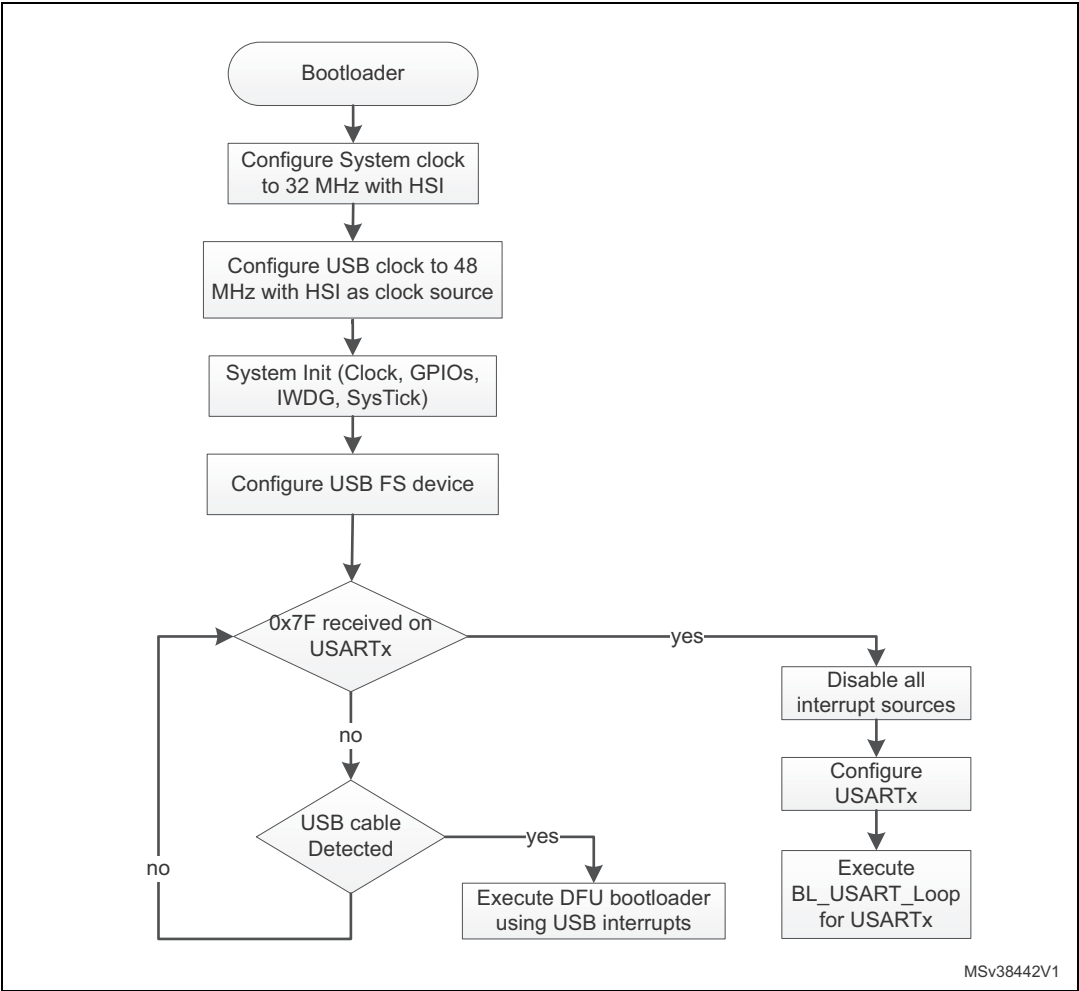 Bootloader
Configure System clock
to 32 MHz with HSI
Configure USB clock to 48
MHz with HSI as clock source
System Init (Clock, GPIOs,
IWDG, SysTick)
Configure USB FS device
0x7F received on
USARTx
yes
Disable all
interrupt sources
no
Configure
USARTx
USB cable
Detected
yes
no
Execute DFU bootloader
using USB interrupts
Execute
BL_USART_Loop
for USARTx
MSv38442V1